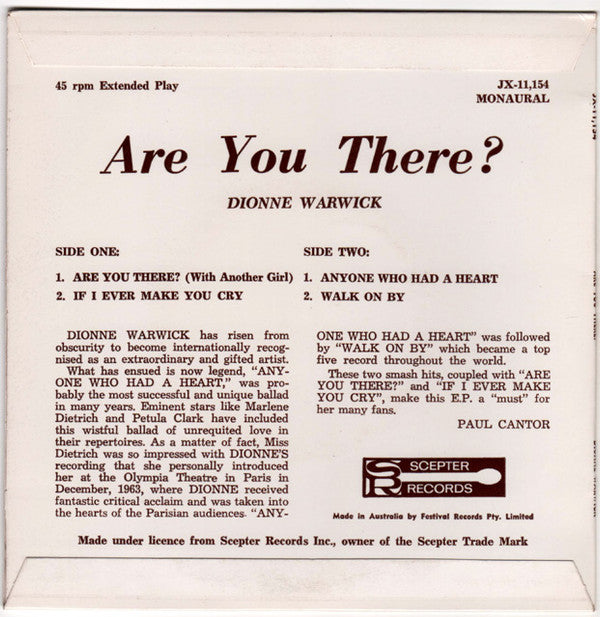 45 rpm Extended Play
JX-11,154
MONAURAL
Are You There?
DIONNE WARWICK
SIDE ONE:
1. ARE YOU THERE? (With Another Girl)
2. IF I EVER MAKE YOU CRY
SIDE TWO:
1. ANYONE WHO HAD A HEART
2. WALK ON BY
DIONNE WARWICK has risen from
obscurity to become internationally recog-
nised as an extraordinary and gifted artist.
What has ensued is now legend, "ANY-
ONE WHO HAD A HEART," was pro-
bably the most successful and unique ballad
in many years. Eminent stars like Marlene
Dietrich and Petula Clark have included
this wistful ballad of unrequited love in
their repertoires. As a matter of fact, Miss
Dietrich was so impressed with DIONNE'S
recording that she personally introduced
her at the Olympia Theatre in Paris in
December, 1963, where DIONNE received
fantastic critical acclaim and was taken into
the hearts of the Parisian audiences. "ANY-
ONE WHO HAD A HEART" was followed
by "WALK ON BY" which became a top
five record throughout the world.
These two smash hits, coupled with "ARE
YOU THERE?" and "IF I EVER MAKE
YOU CRY", make this E.P. a "must" for
her many fans.
PAUL CANTOR
SR SCEPTER
RECORDS
Made in Australia by Festival Records Pty. Limited
Made under licence from Scepter Records Inc., owner of the Scepter Trade Mark